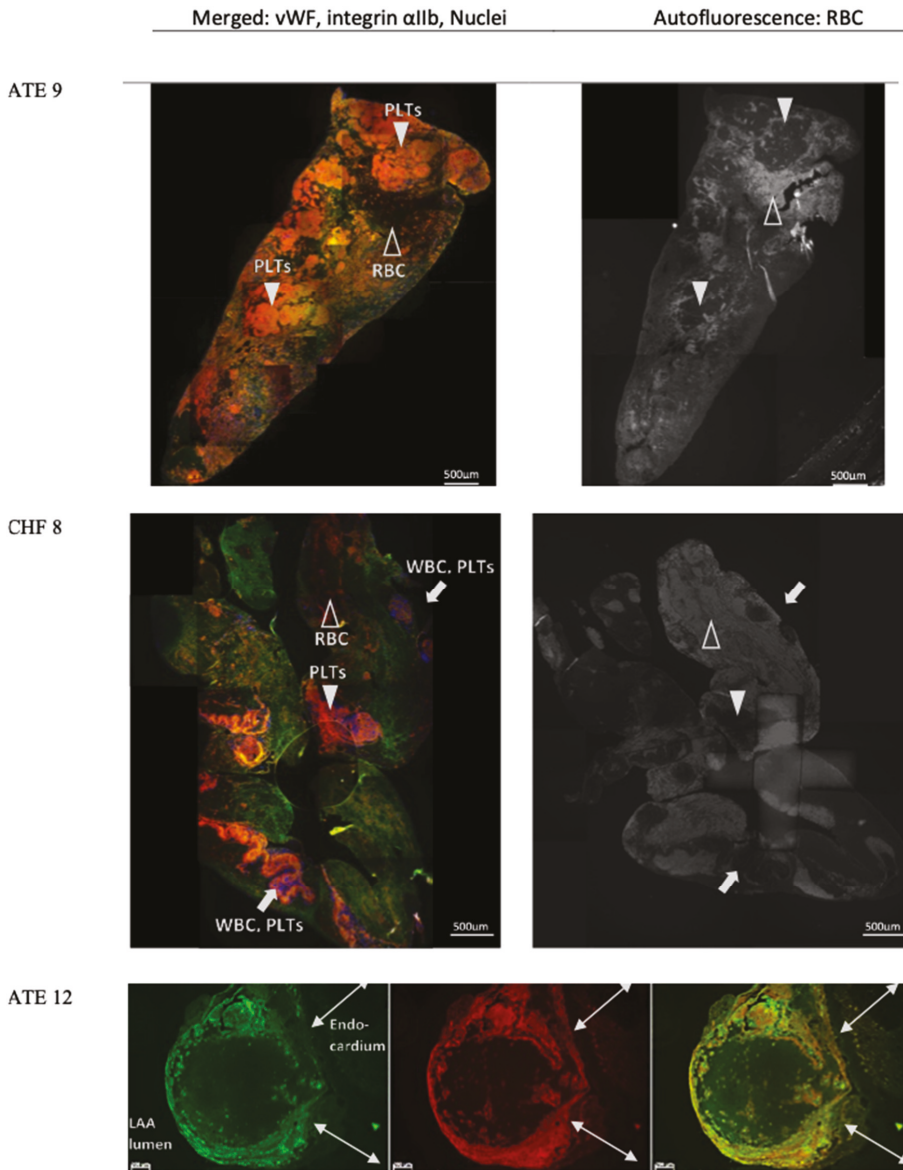 Merged: vWF, integrin αIIb, Nuclei
Autofluorescence: RBC
ATE 9
PLTs
RBC
PLTs
500um
500um
CHF 8
WBC, PLTs
RBC
PLTs
WBC, PLTs
500um
500um
ATE 12
Endo-
cardium
LAA
lumen